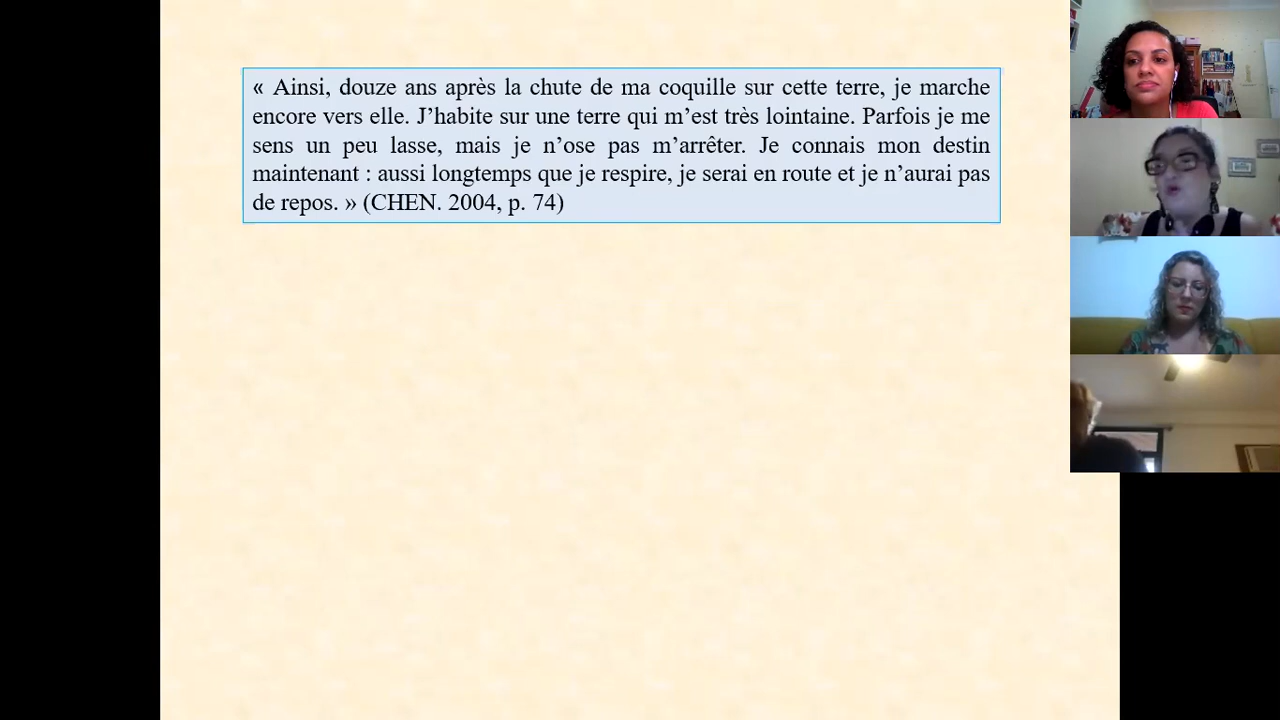 « Ainsi, douze ans après la chute de ma coquille sur cette terre, je marche
encore vers elle. J’habite sur une terre qui m’est très lointaine. Parfois je me
sens un peu lasse, mais je n’ose pas m’arrêter. Je connais mon destin
maintenant : aussi longtemps que je respire, je serai en route et je n’aurai pas
de repos. » (CHEN. 2004, p. 74)